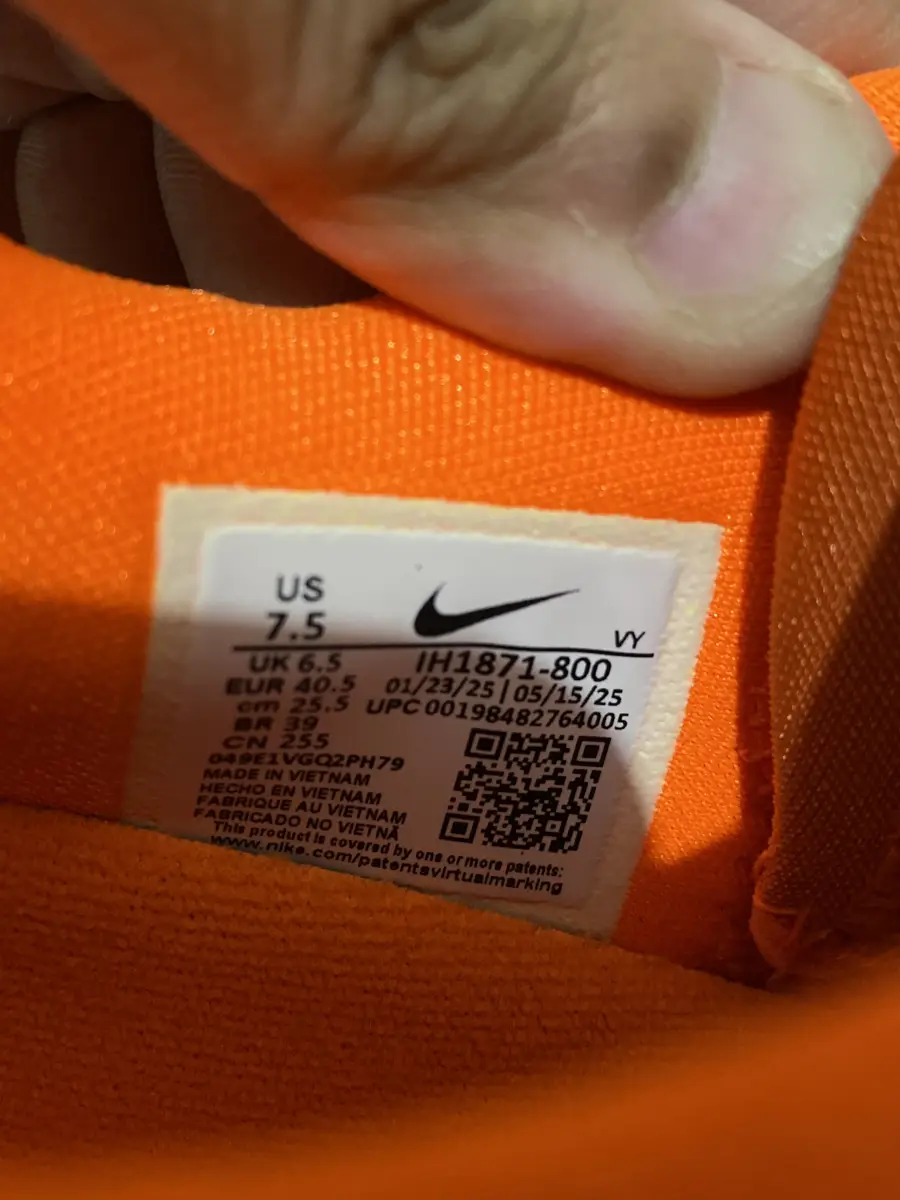 US
7.5
VY
UK 6.5
IH1871-800
EUR 40.5
01/23/25 | 05/15/25
cm 25.5
UPC 00198482764005
BR 39
CN 255
o49E1VGQ2PH79
MADE IN VIETNAM
HECHO EN VIETNAM
FABRIQUE AU VIETNAM
FABRICADO NO VIETNÃ
This product is covered by one or more patents:
www.nike.com/patentsvirtualmarking